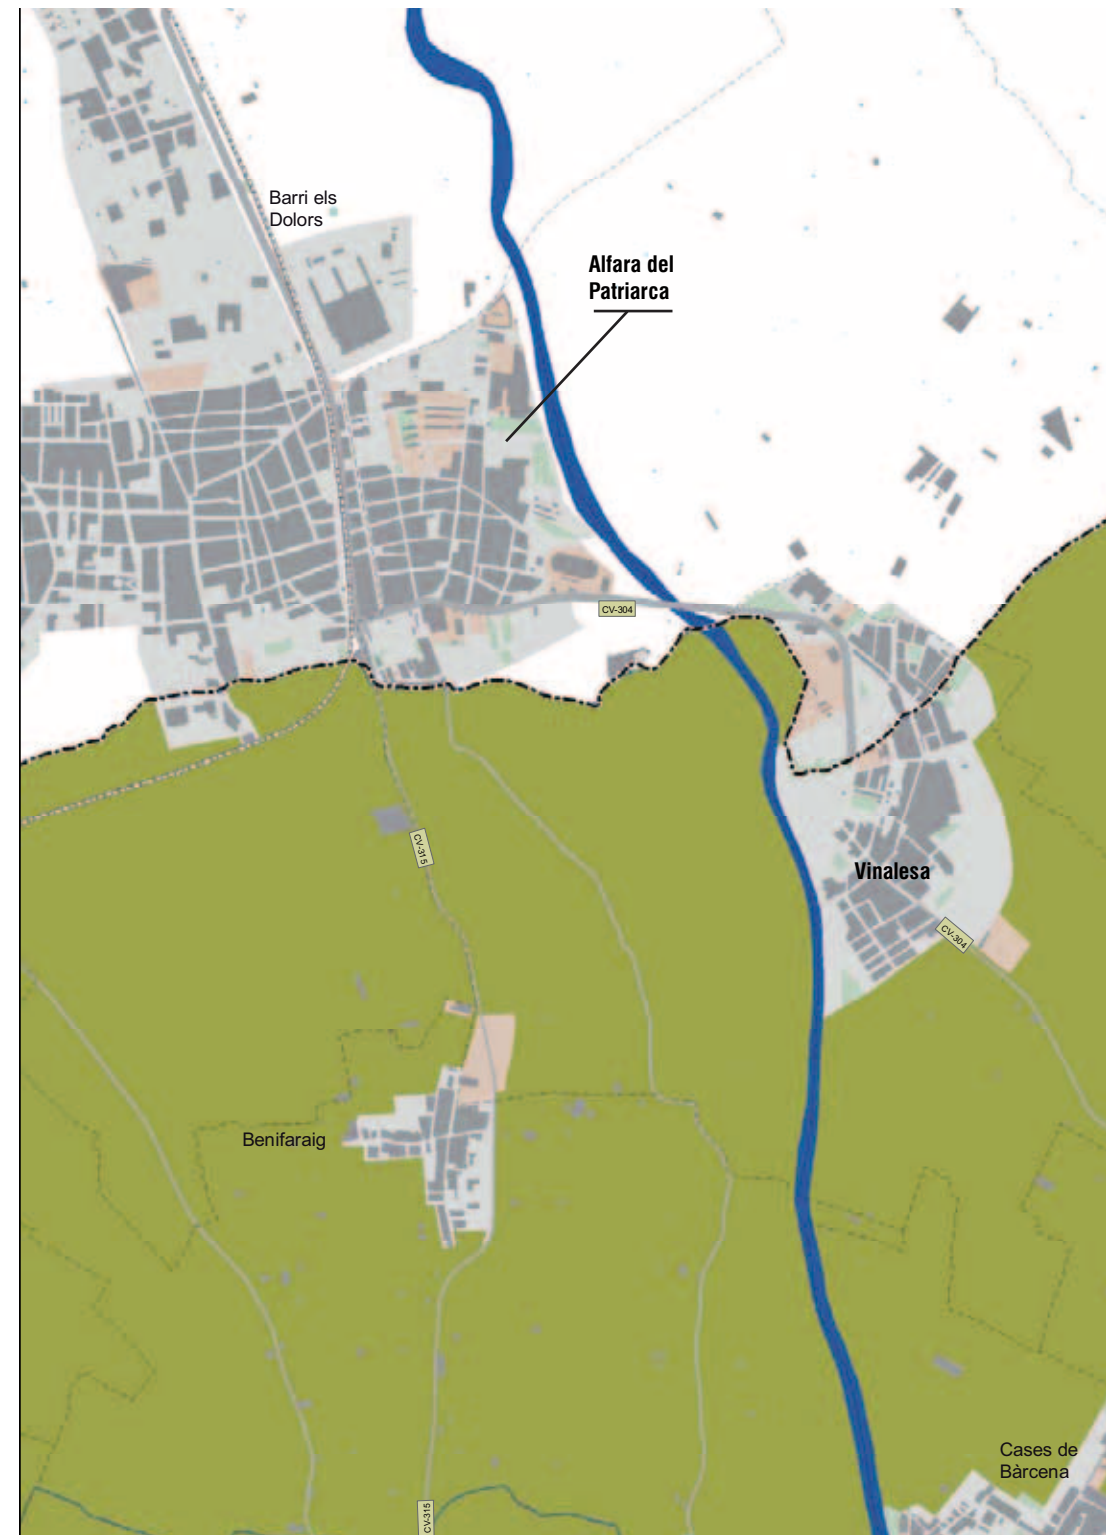 Barri els
Dolors
Alfara del
Patriarca
CV-304
CV-315
Vinalesa
CV-304
Benifaraig
Cases de
Bàrcena
CV-315